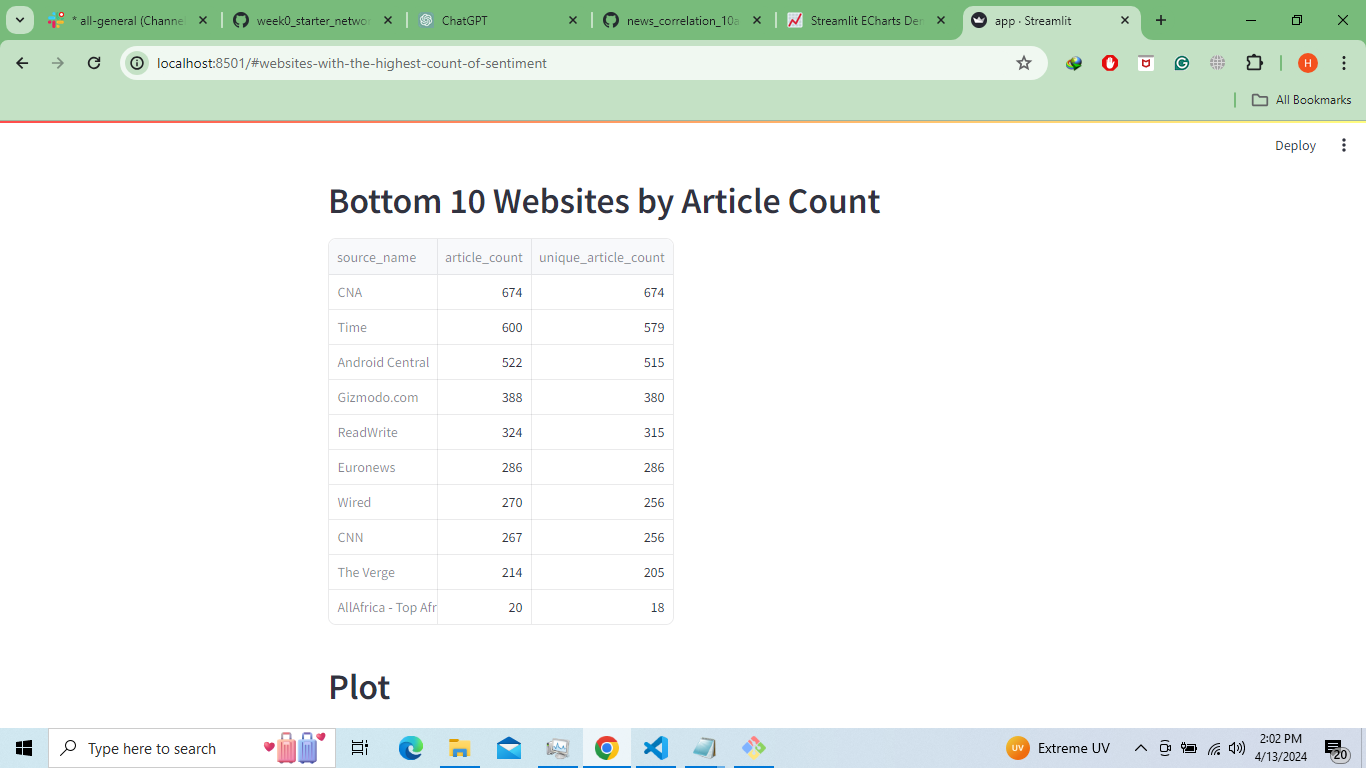 * all-general (Channe
week0_starter_netwo
ChatGPT
news_correlation_10a
Streamlit ECharts De
app · Streamlit
localhost:8501/#websites-with-the-highest-count-of-sentiment
H
All Bookmarks
Deploy
Bottom 10 Websites by Article Count
source_name article_count unique_article_count
CNA 674 674
Time 600 579
Android Central 522 515
Gizmodo.com 388 380
ReadWrite 324 315
Euronews 286 286
Wired 270 256
CNN 267 256
The Verge 214 205
AllAfrica - Top Afr 20 18
Plot
Type here to search
UV Extreme UV
2:02 PM
4/13/2024
20